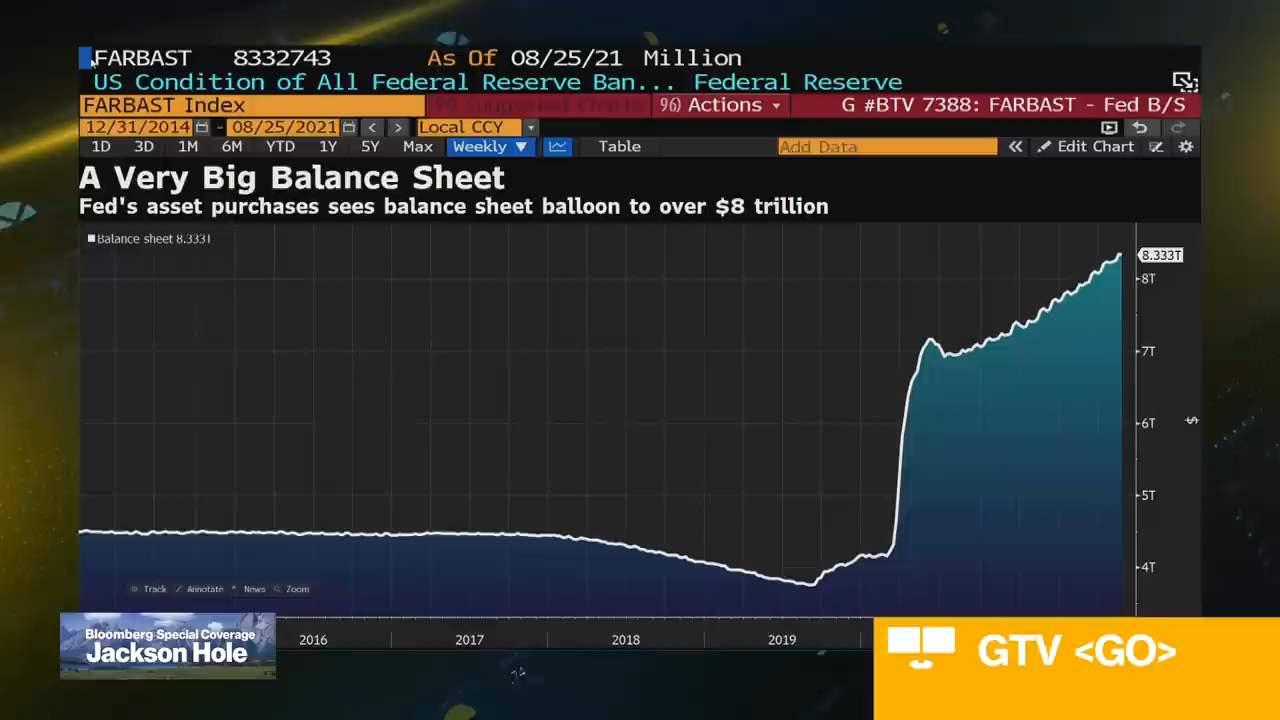 FARBAST 8332743 As Of 08/25/21 Million
US Condition of All Federal Reserve Ban... Federal Reserve
FARBAST Index 96) Actions G #BTV 7388: FARBAST - Fed B/S
12/31/2014 - 08/25/2021 < > Local CCY
1D 3D 1M 6M YTD 1Y 5Y Max Weekly Table Add Data « Edit Chart
A Very Big Balance Sheet
Fed's asset purchases sees balance sheet balloon to over $8 trillion
Balance sheet 8.333T
8.333T
8T
7T
6T
$
5T
4T
Track Annotate News Zoom
2016 2017 2018 2019
Bloomberg Special Coverage
Jackson Hole
GTV <GO>